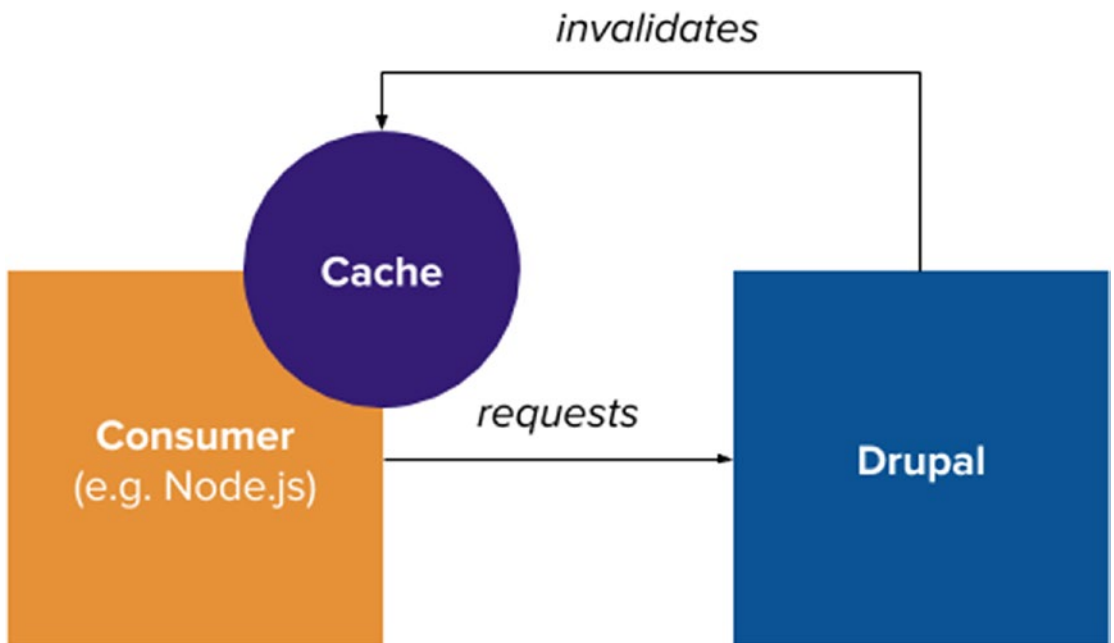 invalidates
Cache
requests
Consumer
(e.g. Node.js)
Drupal